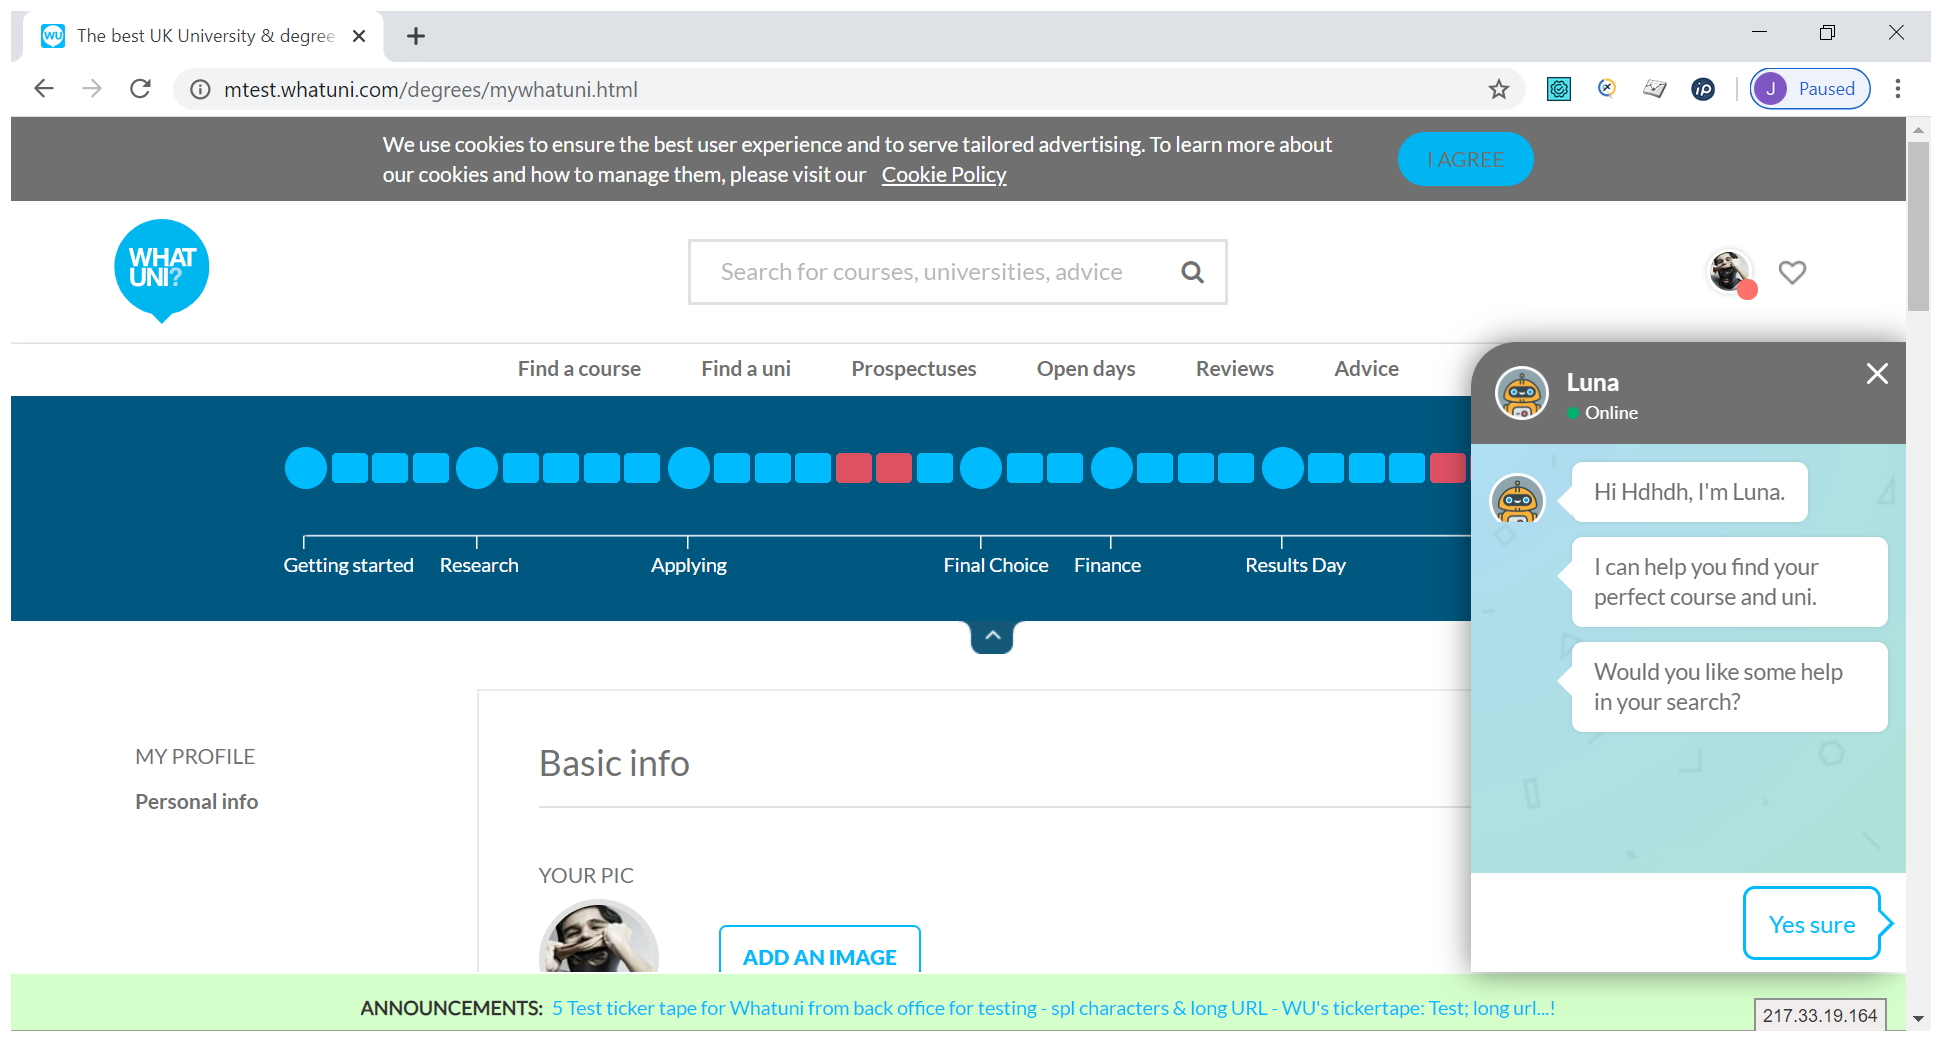 WU The best UK University & degree
mtest.whatuni.com/degrees/mywhatuni.html
iP
J Paused
We use cookies to ensure the best user experience and to serve tailored advertising. To learn more about
our cookies and how to manage them, please visit our Cookie Policy
I AGREE
WHAT
UNI?
Search for courses, universities, advice
Find a course Find a uni Prospectuses Open days Reviews Advice
Getting started Research Applying Final Choice Finance Results Day
MY PROFILE
Personal info
Basic info
YOUR PIC
ADD AN IMAGE
Luna
Online
Hi Hdhdh, I'm Luna.
I can help you find your
perfect course and uni.
Would you like some help
in your search?
Yes sure
ANNOUNCEMENTS: 5 Test ticker tape for Whatuni from back office for testing - spl characters & long URL - WU's tickertape: Test; long url...!
217.33.19.164